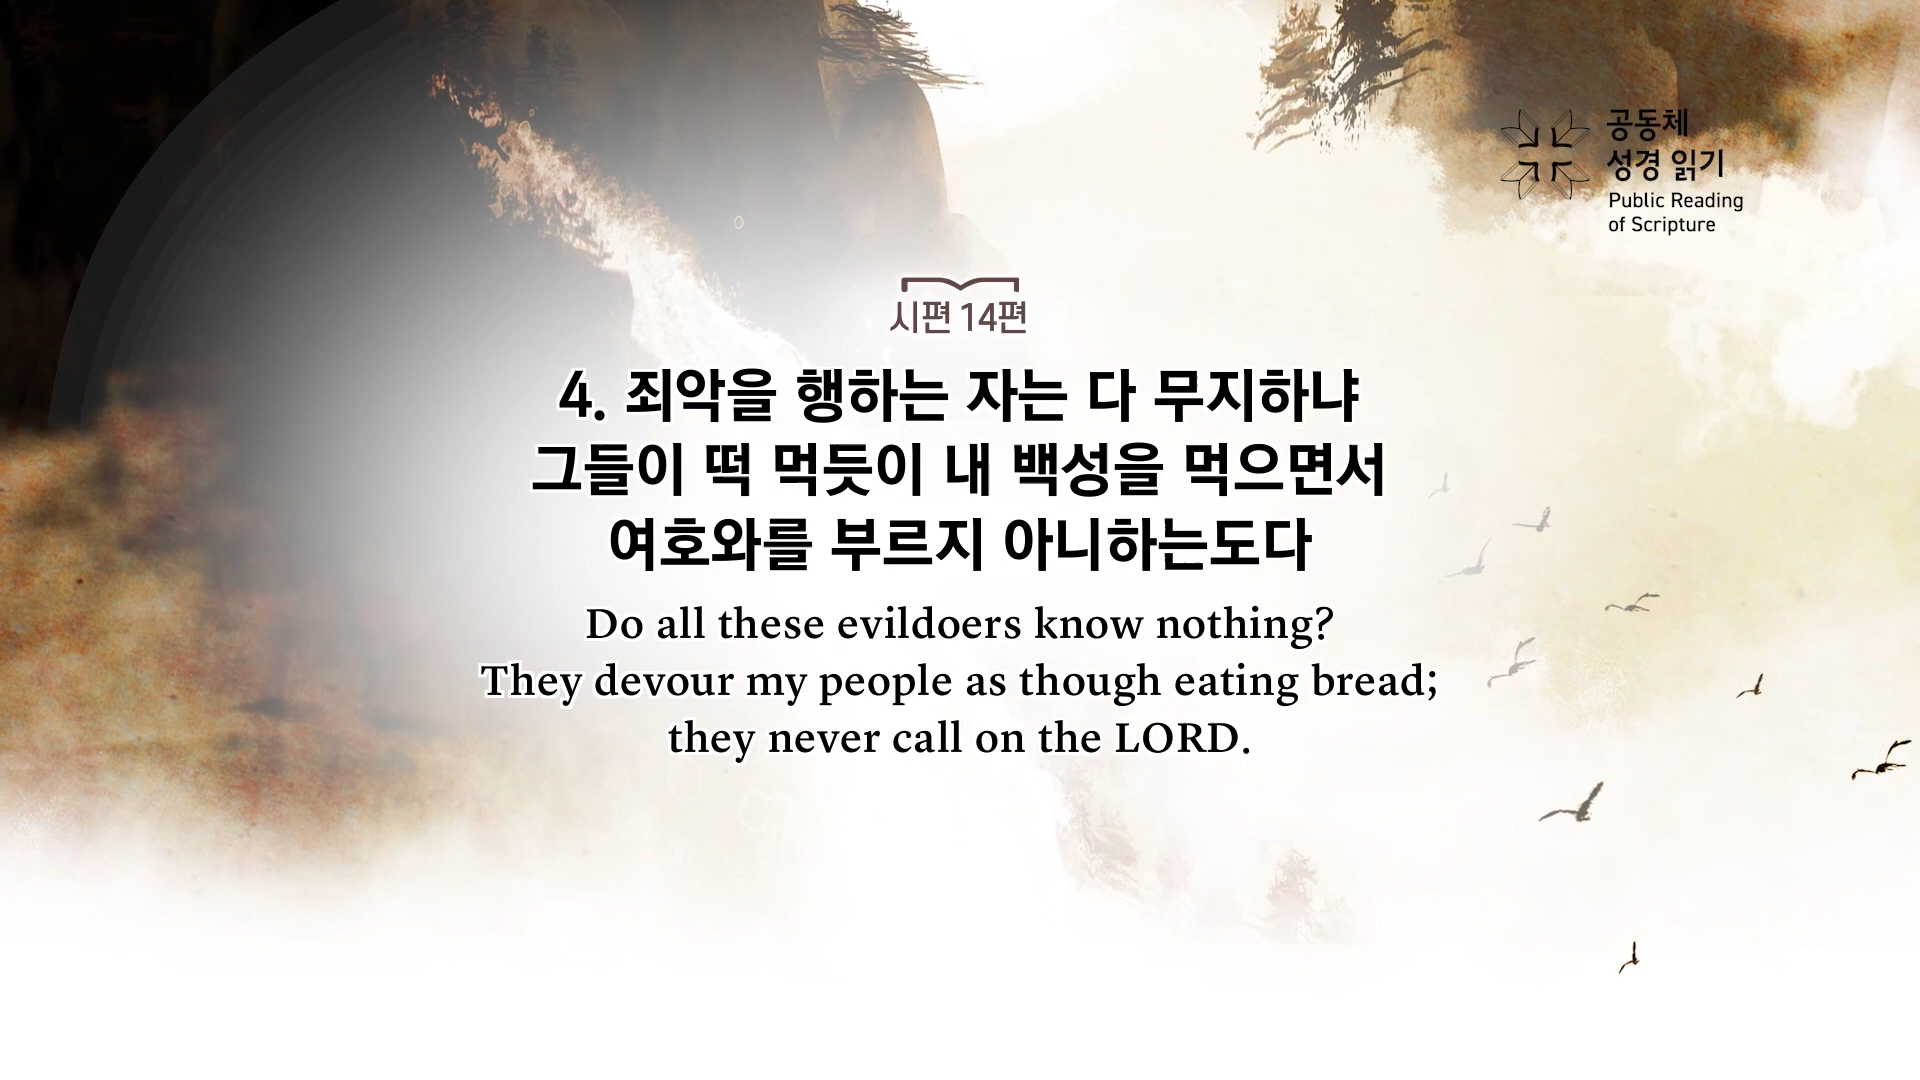 공동체
성경 읽기
Public Reading
of Scripture
시편 14편
4. 죄악을 행하는 자는 다 무지하냐
그들이 떡 먹듯이 내 백성을 먹으면서
여호와를 부르지 아니하는도다
Do all these evildoers know nothing?
They devour my people as though eating bread;
they never call on the LORD.